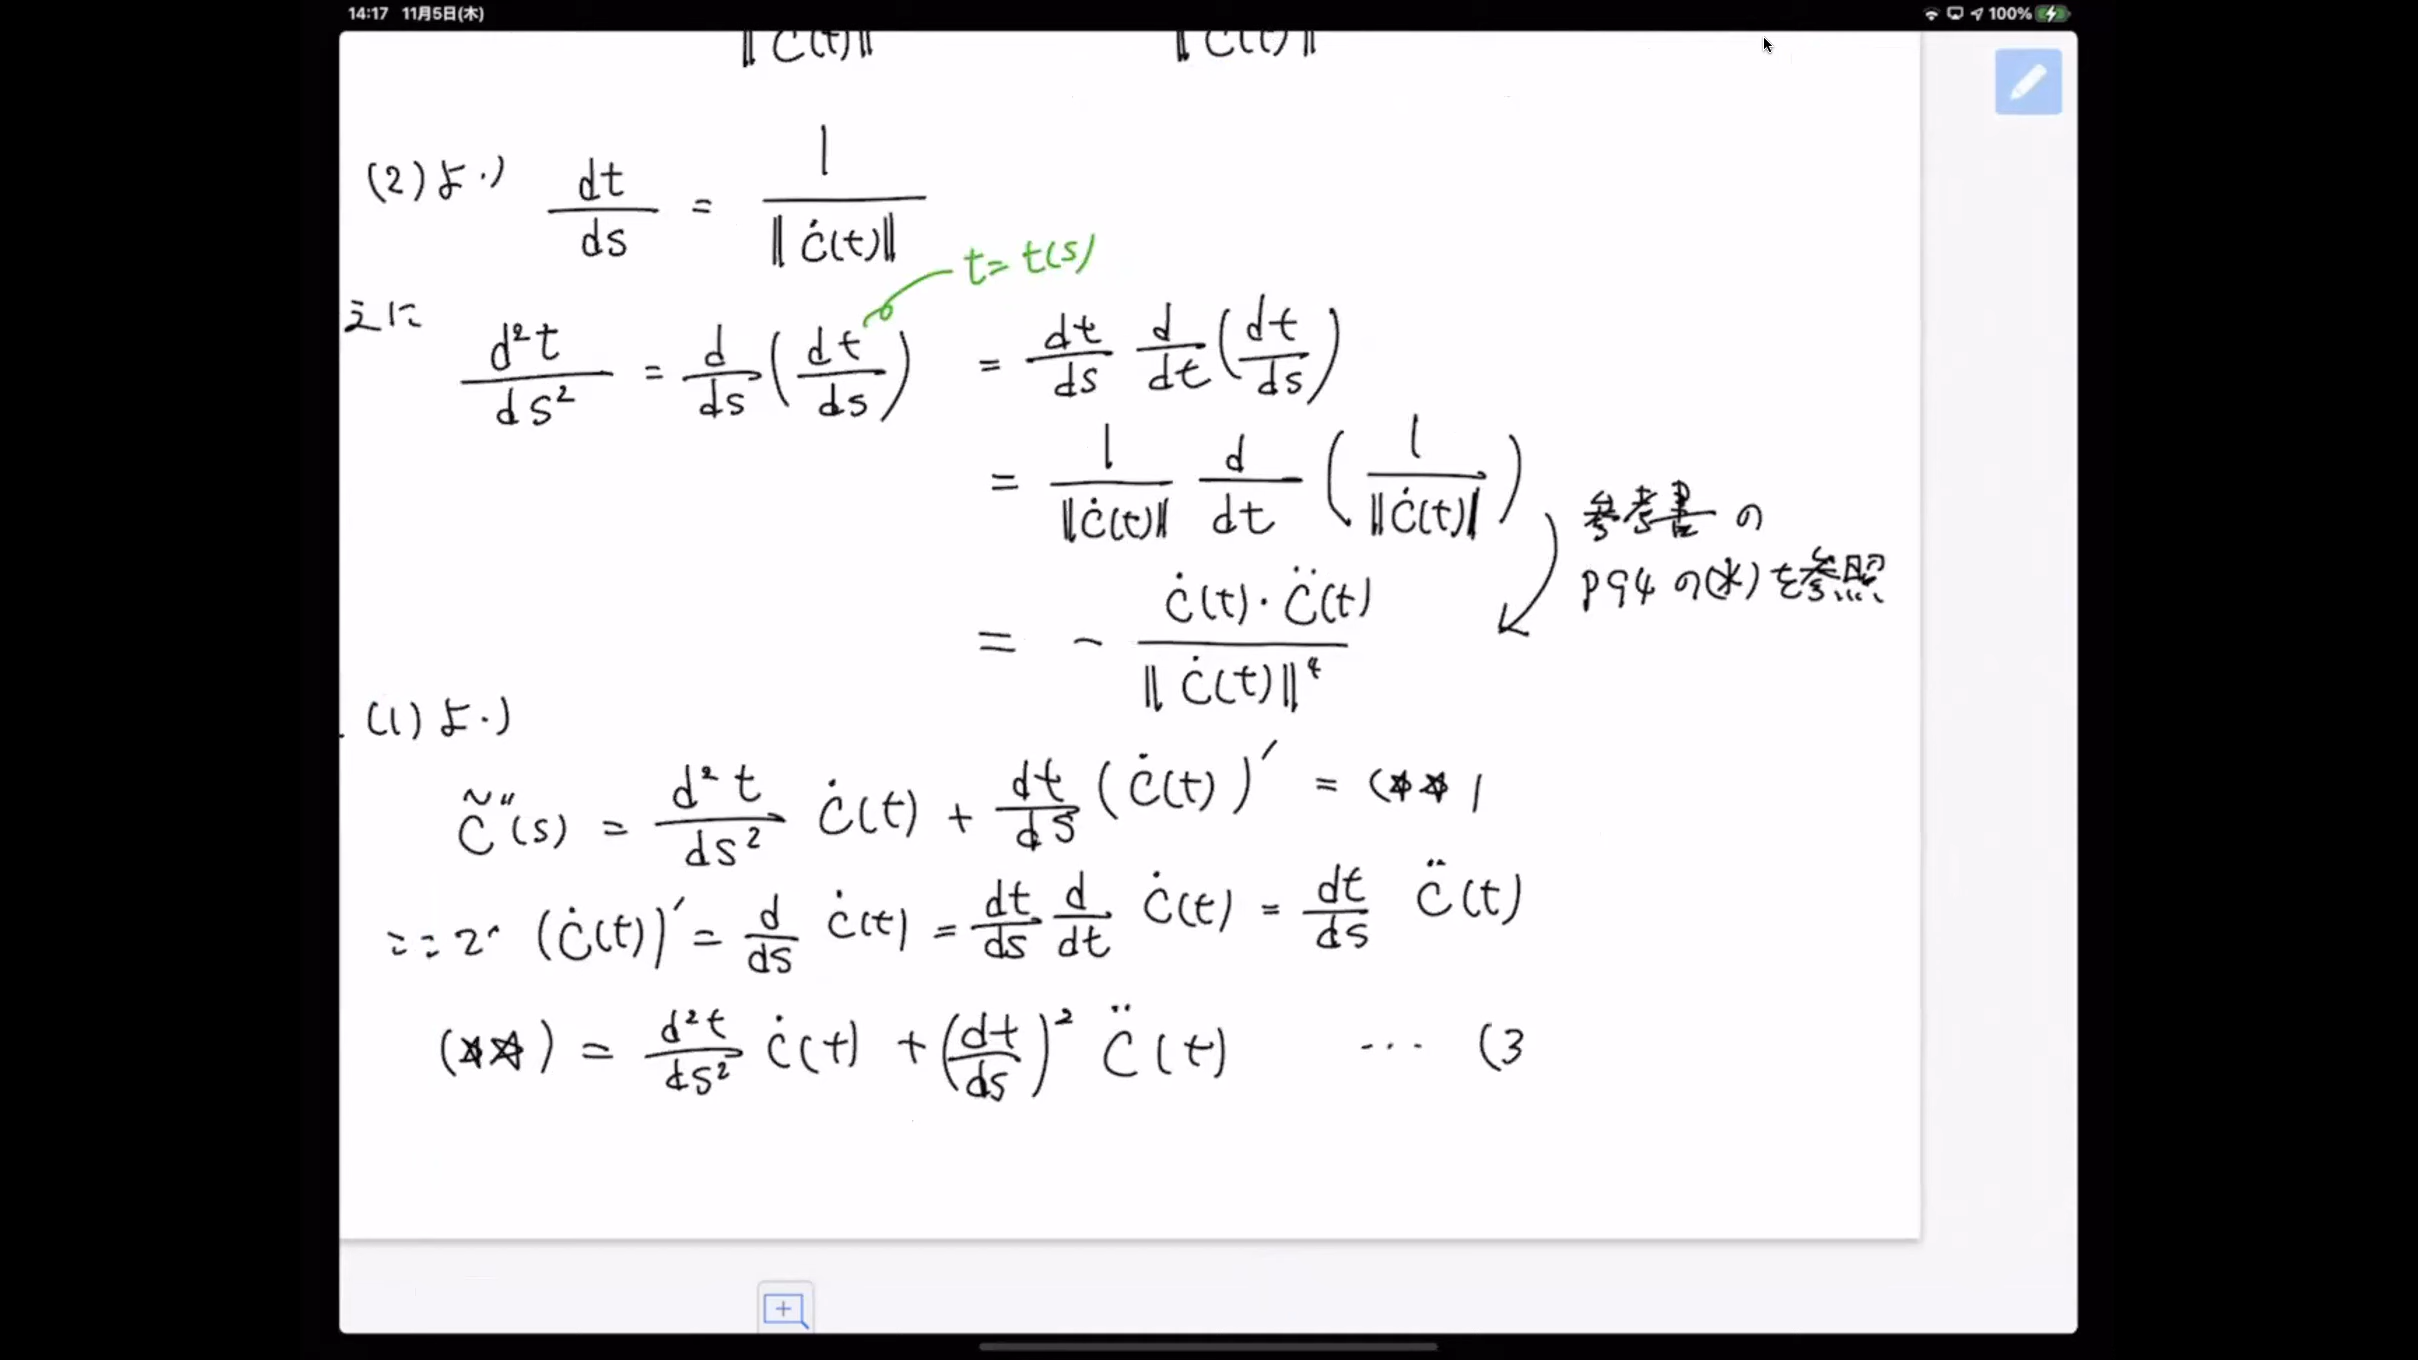 14:17 11月5日(木)
100%
‖Ċ(t)‖ ‖Ċ(t)‖
(2)より dt/ds = 1/‖ċ(t)‖
t = t(s)
えに d²t/ds² = d/ds (dt/ds) = dt/ds d/dt (dt/ds)
= 1/‖ċ(t)‖ d/dt (1/‖ċ(t)‖)
参考書の
P94の(※)を参照
= - ċ(t)・c̈(t)/‖ċ(t)‖⁴
. (1)より
c̃″(s) = d²t/ds² ċ(t) + dt/ds (ċ(t))′ = (☆☆)
ここで (ċ(t))′ = d/ds ċ(t) = dt/ds d/dt ċ(t) = dt/ds c̈(t)
(☆☆) = d²t/ds² ċ(t) + (dt/ds)² c̈(t) … (3